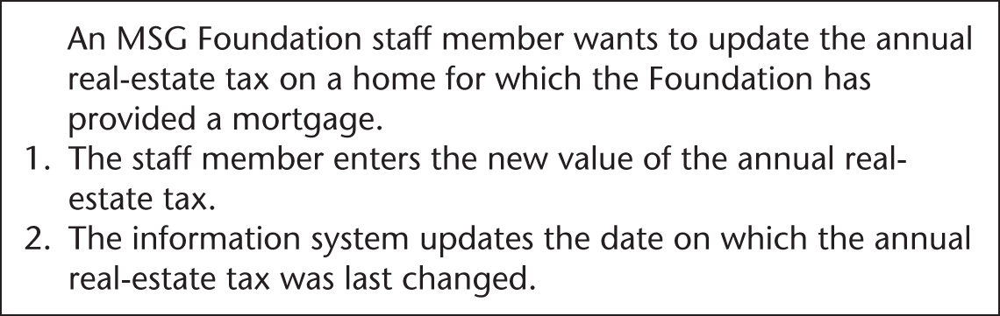 An MSG Foundation staff member wants to update the annual
real-estate tax on a home for which the Foundation has
provided a mortgage.
1. The staff member enters the new value of the annual real-
estate tax.
2. The information system updates the date on which the annual
real-estate tax was last changed.